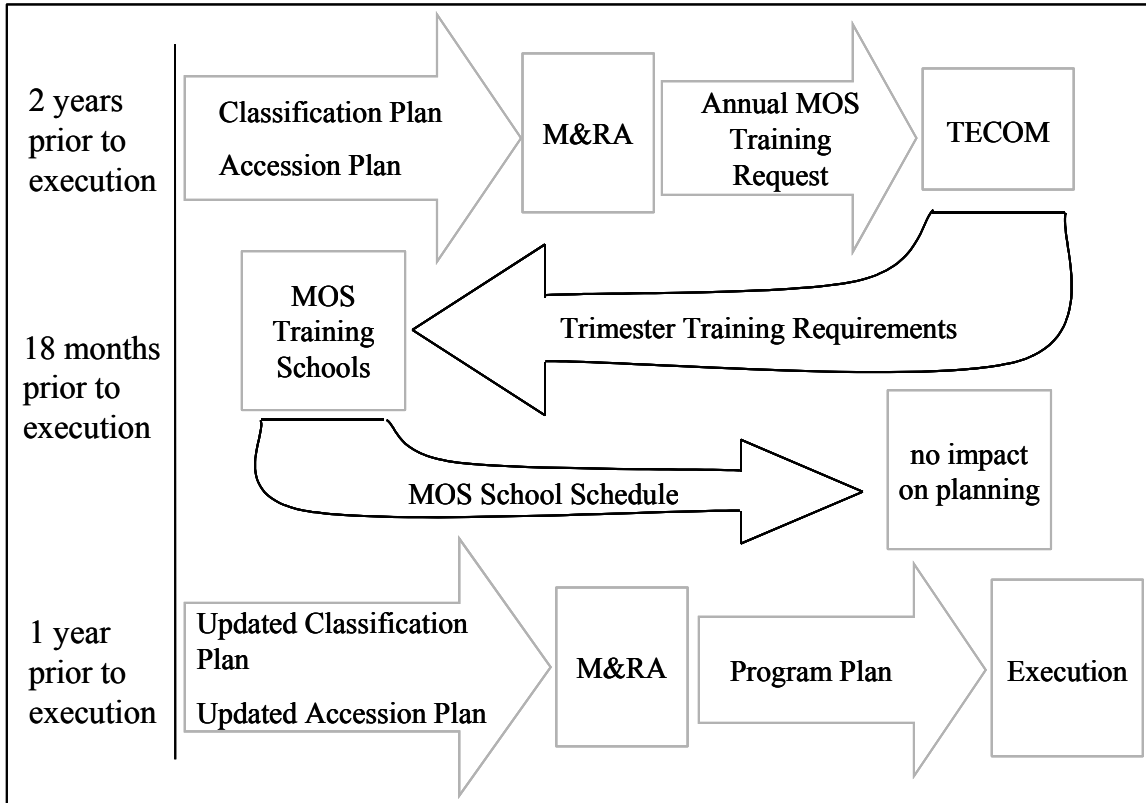 2 years
prior to
execution
Classification Plan
Accession Plan
M&RA
Annual MOS
Training
Request
TECOM
18 months
prior to
execution
MOS
Training
Schools
Trimester Training Requirements
MOS School Schedule
no impact
on planning
1 year
prior to
execution
Updated Classification
Plan
Updated Accession Plan
M&RA
Program Plan
Execution